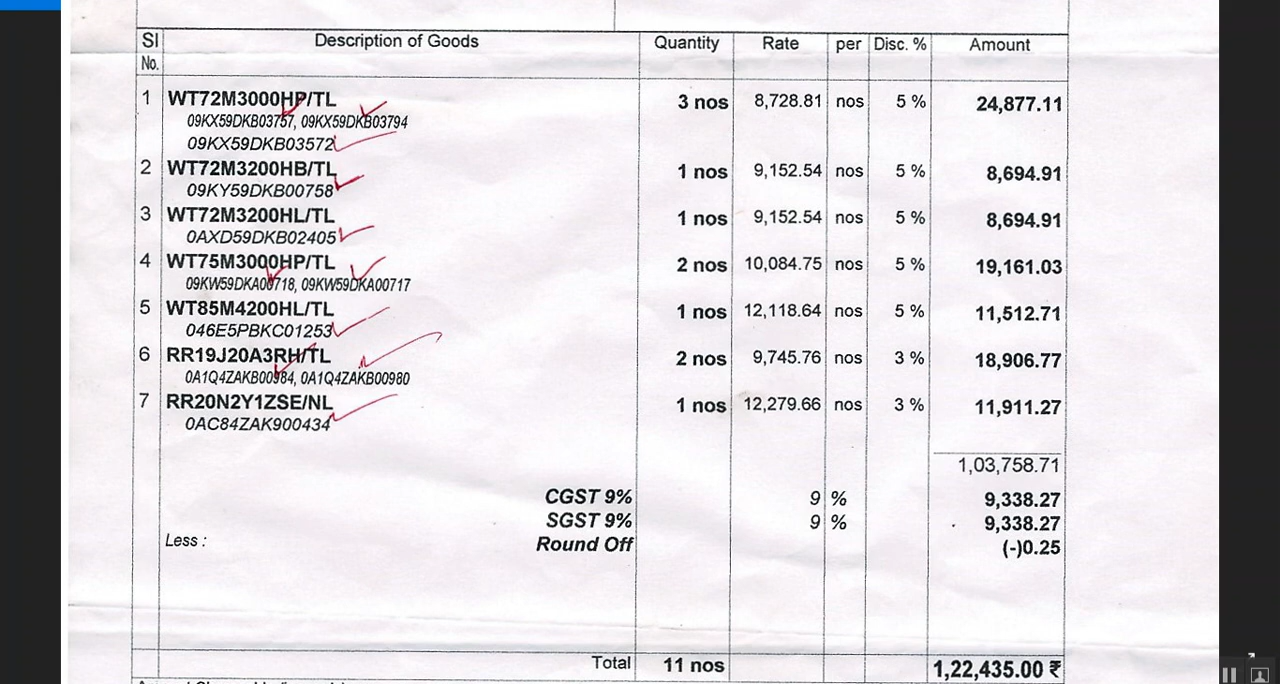 Sl No. Description of Goods Quantity Rate per Disc. % Amount
1 WT72M3000HP/TL 3 nos 8,728.81 nos 5 % 24,877.11
09KX59DKB03757, 09KX59DKB03794
09KX59DKB03572
2 WT72M3200HB/TL 1 nos 9,152.54 nos 5 % 8,694.91
09KY59DKB00758
3 WT72M3200HL/TL 1 nos 9,152.54 nos 5 % 8,694.91
0AXD59DKB02405
4 WT75M3000HP/TL 2 nos 10,084.75 nos 5 % 19,161.03
09KW59DKA00718, 09KW59DKA00717
5 WT85M4200HL/TL 1 nos 12,118.64 nos 5 % 11,512.71
046E5PBKC01253
6 RR19J20A3RH/TL 2 nos 9,745.76 nos 3 % 18,906.77
0A1Q4ZAKB00984, 0A1Q4ZAKB00980
7 RR20N2Y1ZSE/NL 1 nos 12,279.66 nos 3 % 11,911.27
0AC84ZAK900434
1,03,758.71
CGST 9% 9 % 9,338.27
SGST 9% 9 % 9,338.27
Less : Round Off (-)0.25
Total 11 nos 1,22,435.00 ₹